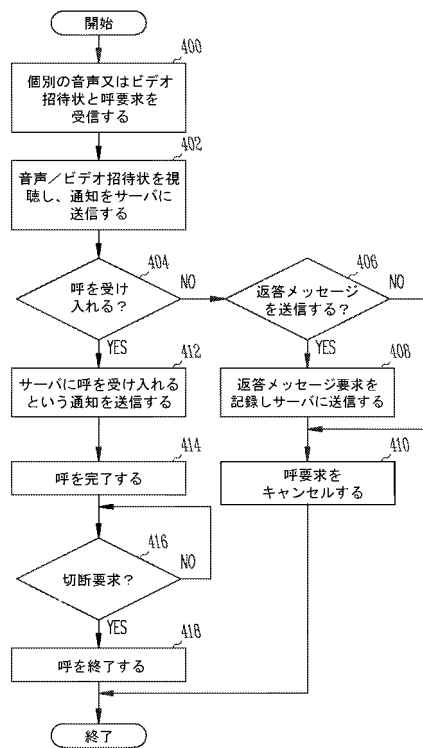 開始
400
個別の音声又はビデオ
招待状と呼要求を
受信する
402
音声／ビデオ招待状を視
聴し、通知をサーバに
送信する
404
呼を受け
入れる？
NO
YES
406
返答メッセージ
を送信する？
NO
YES
412
サーバに呼を受け入れる
という通知を送信する
408
返答メッセージ要求を
記録しサーバに送信する
414
呼を完了する
410
呼要求を
キャンセルする
416
切断要求？
NO
YES
418
呼を終了する
終了